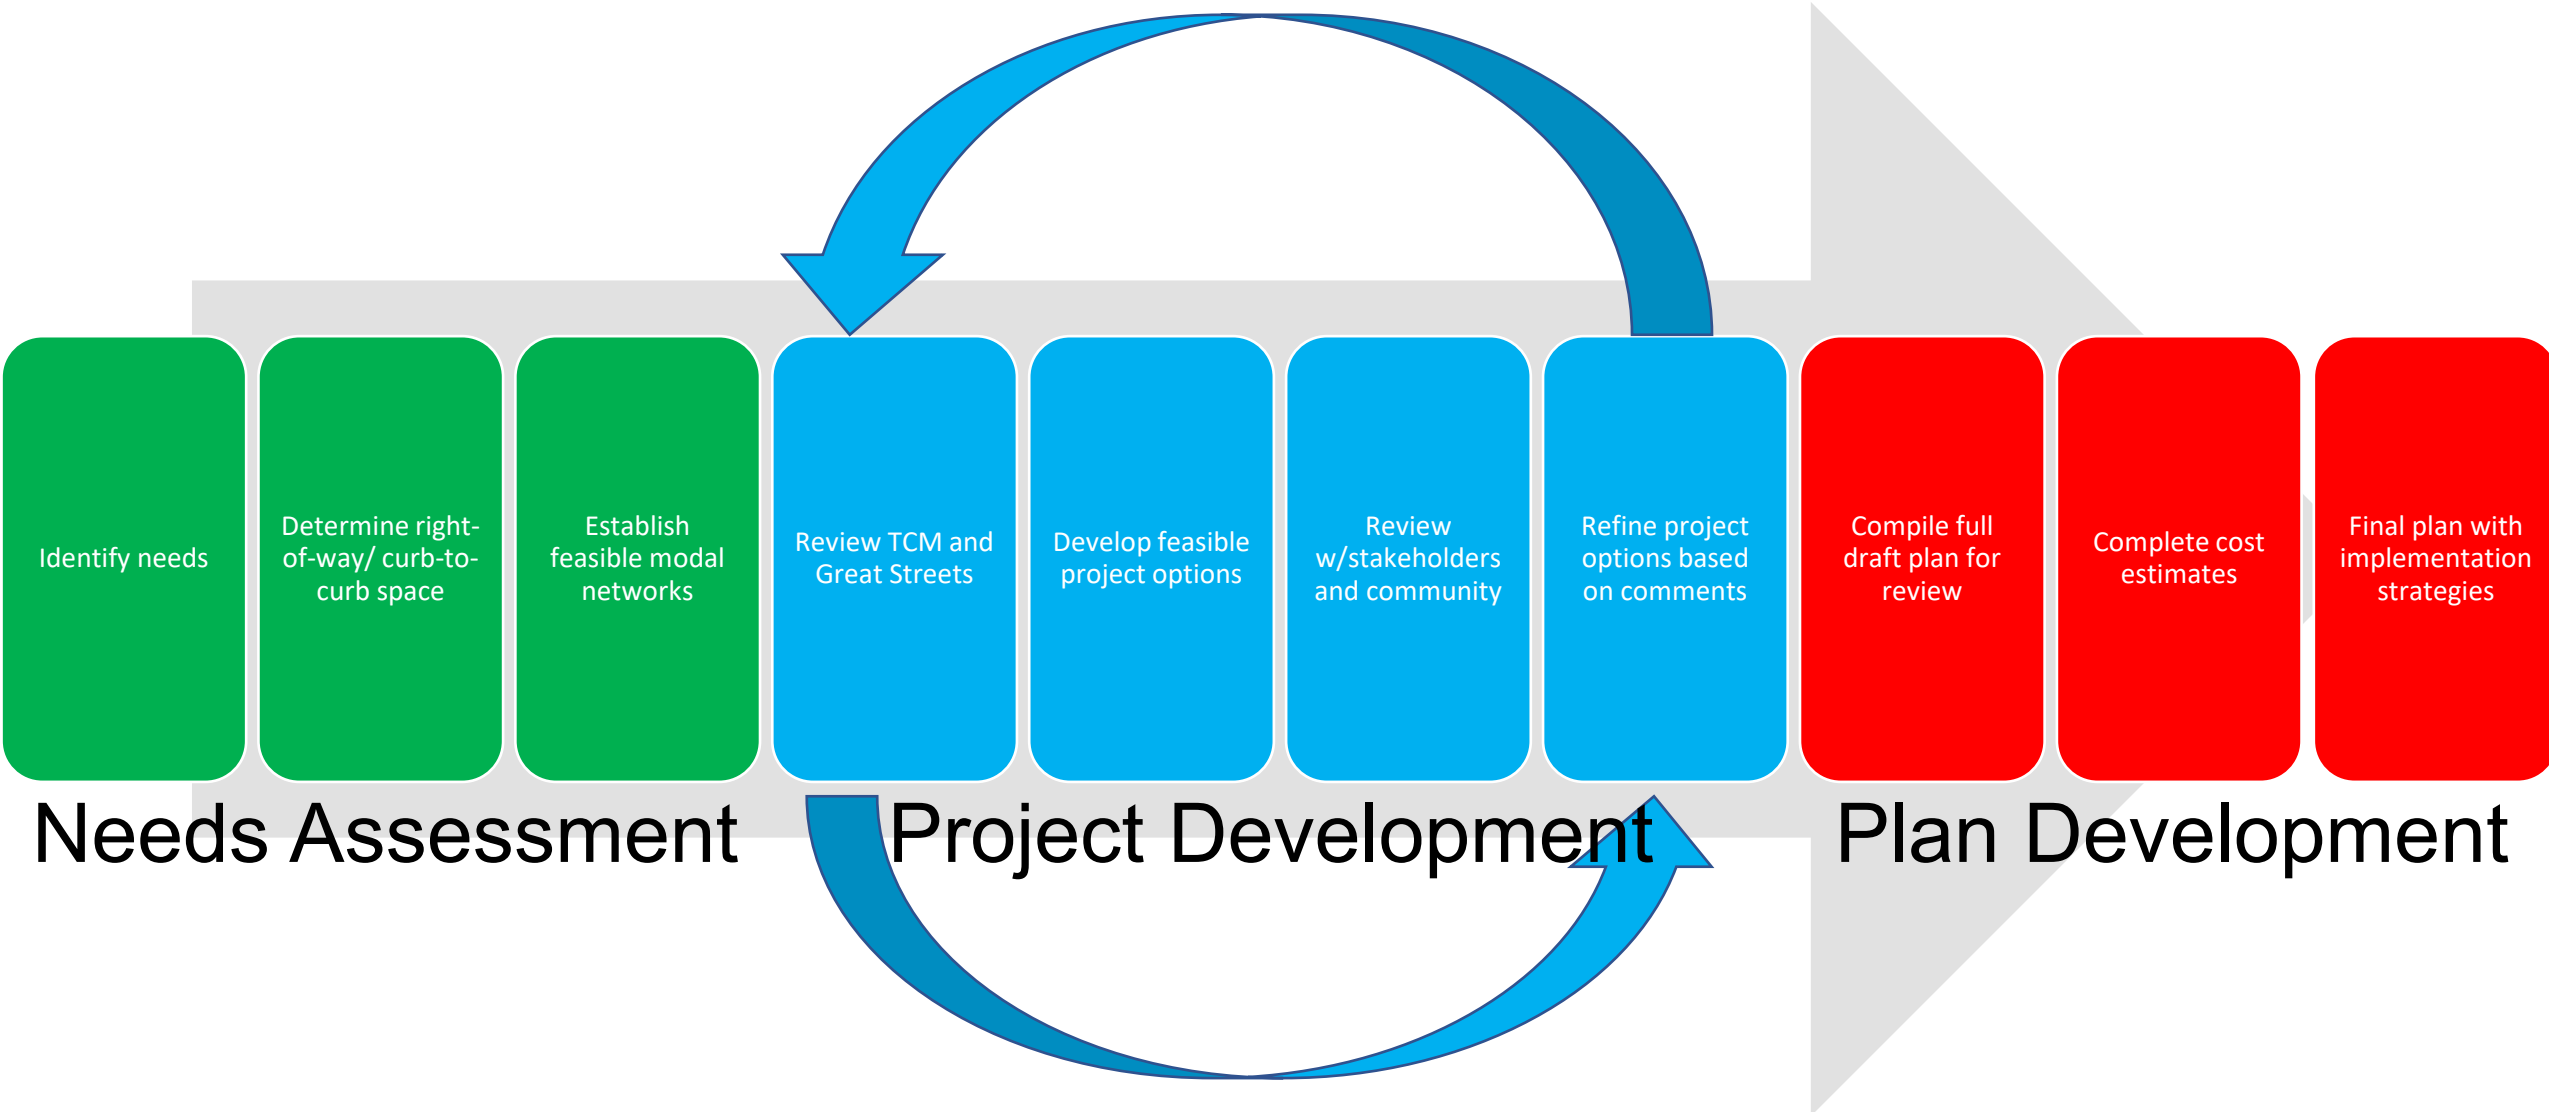 Identify needs
Determine right-
of-way/ curb-to-
curb space
Establish
feasible modal
networks
Review TCM and
Great Streets
Develop feasible
project options
Review
w/stakeholders
and community
Refine project
options based
on comments
Compile full
draft plan for
review
Complete cost
estimates
Final plan with
implementation
strategies
Needs Assessment
Project Development
Plan Development